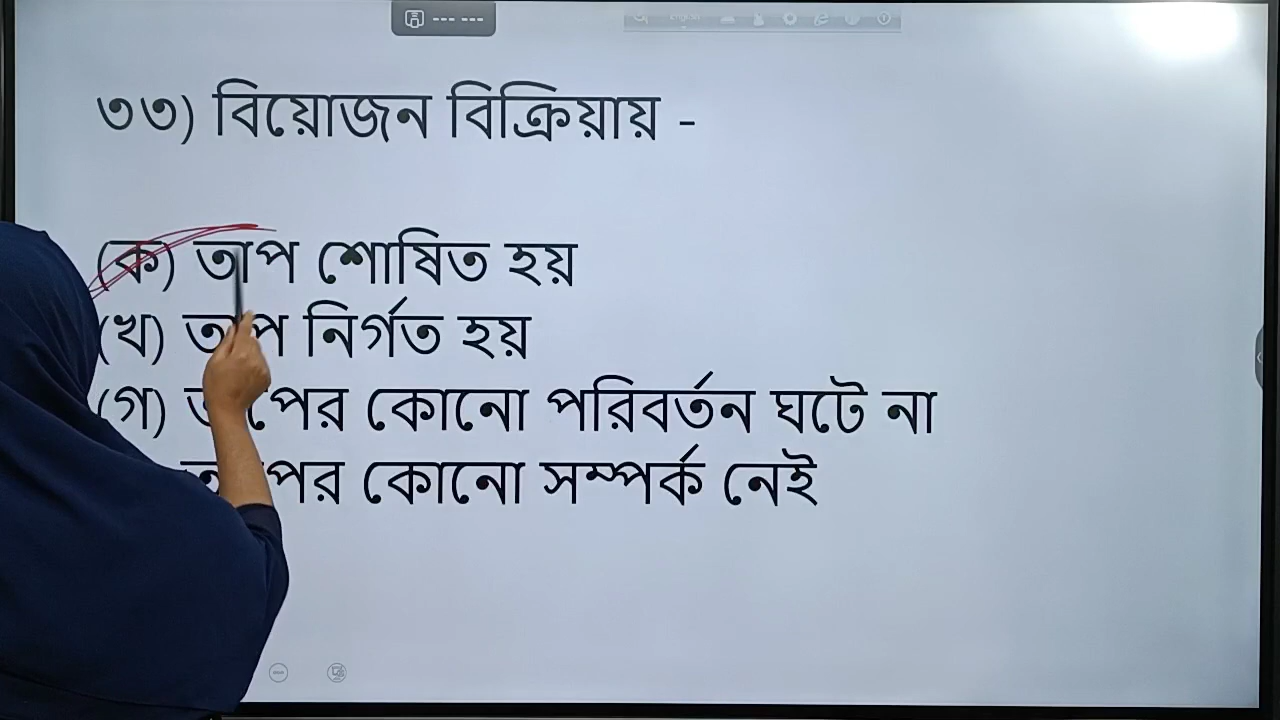 ৩৩) বিয়োজন বিক্রিয়ায় -
(ক) তাপ শোষিত হয়
(খ) তাপ নির্গত হয়
(গ) তাপের কোনো পরিবর্তন ঘটে না
তাপের কোনো সম্পর্ক নেই